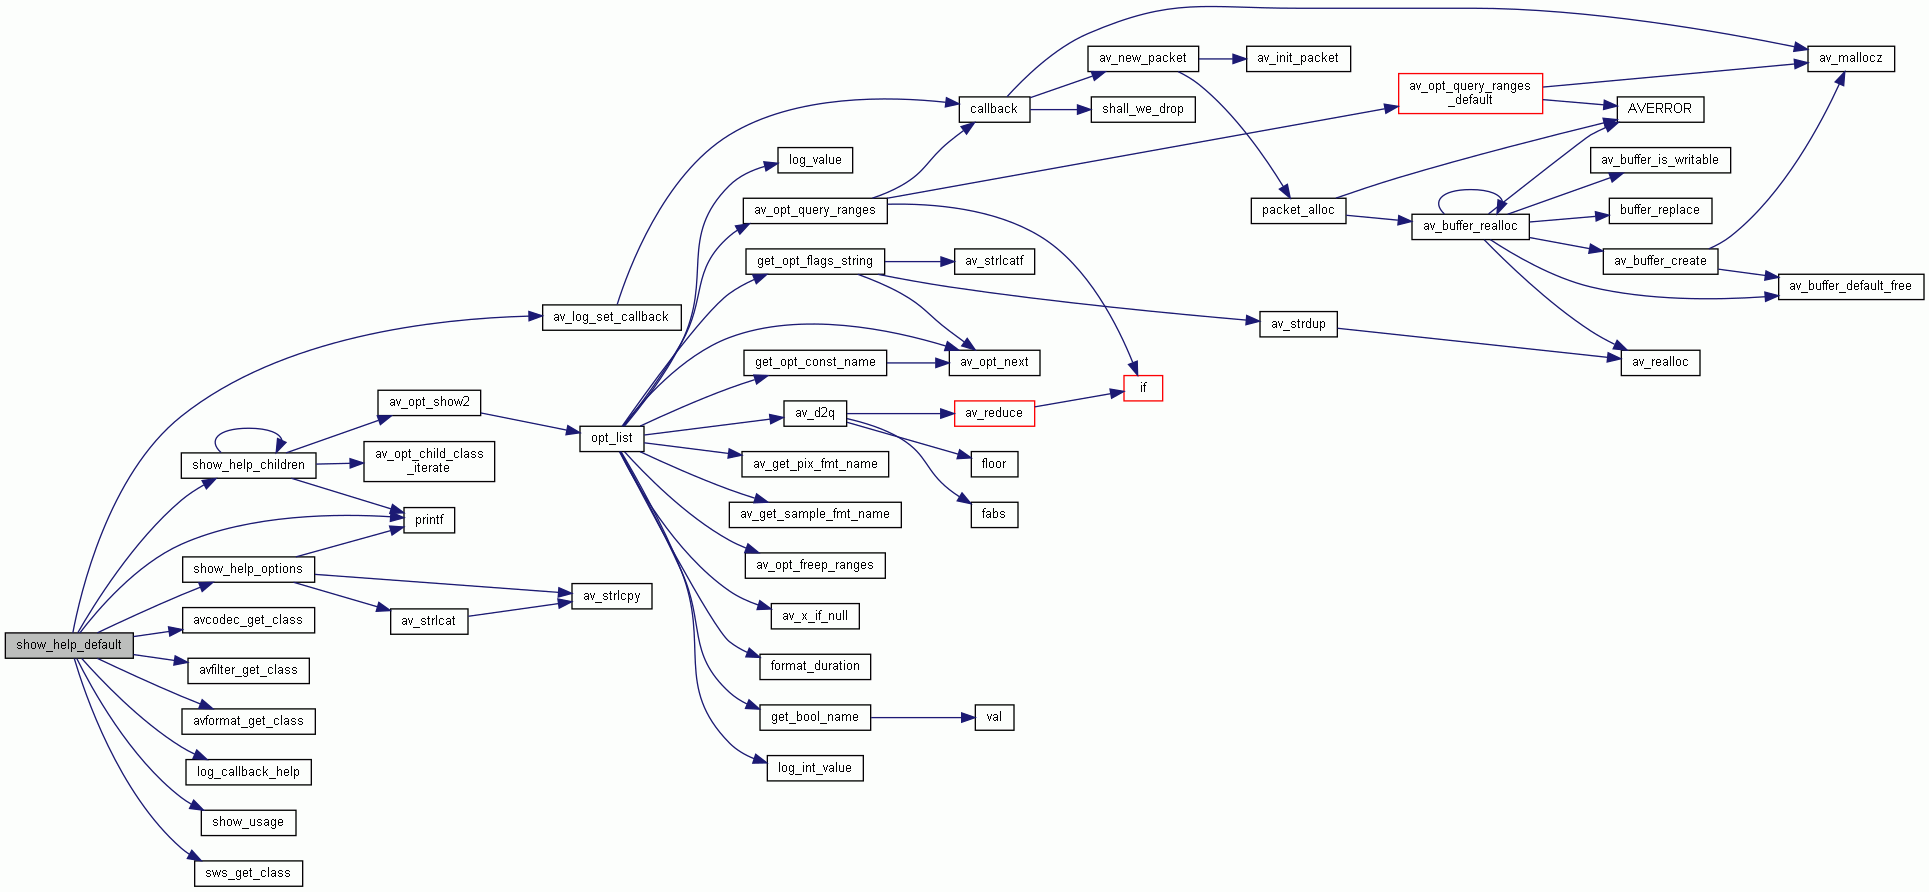 av_new_packet
av_init_packet
av_mallocz
av_opt_query_ranges
_default
callback
shall_we_drop
AVERROR
log_value
av_buffer_is_writable
av_opt_query_ranges
packet_alloc
buffer_replace
av_buffer_realloc
get_opt_flags_string
av_strlcatf
av_buffer_create
av_buffer_default_free
av_log_set_callback
av_strdup
get_opt_const_name
av_opt_next
av_realloc
if
av_opt_show2
av_d2q
av_reduce
opt_list
show_help_children
av_opt_child_class
_iterate
av_get_pix_fmt_name
floor
printf
av_get_sample_fmt_name
fabs
show_help_options
av_opt_freep_ranges
av_strlcpy
avcodec_get_class
av_strlcat
av_x_if_null
show_help_default
avfilter_get_class
format_duration
avformat_get_class
get_bool_name
val
log_callback_help
log_int_value
show_usage
sws_get_class